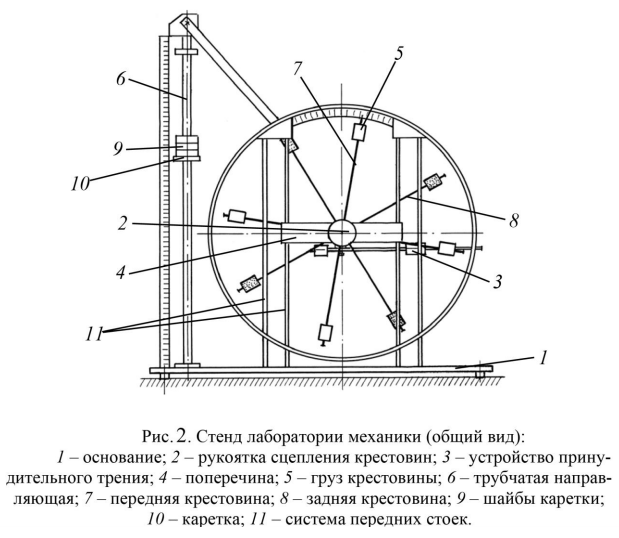 6
7
5
9
10
2
8
4
3
11
1
Рис. 2. Стенд лаборатории механики (общий вид):
1 – основание; 2 – рукоятка сцепления крестовин; 3 – устройство прину-
дительного трения; 4 – поперечина; 5 – груз крестовины; 6 – трубчатая направ-
ляющая; 7 – передняя крестовина; 8 – задняя крестовина; 9 – шайбы каретки;
10 – каретка; 11 – система передних стоек.